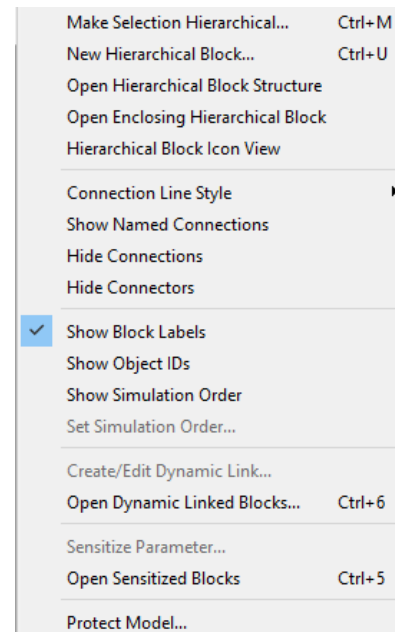 Make Selection Hierarchical... Ctrl+M
New Hierarchical Block... Ctrl+U
Open Hierarchical Block Structure
Open Enclosing Hierarchical Block
Hierarchical Block Icon View
Connection Line Style
Show Named Connections
Hide Connections
Hide Connectors
Show Block Labels
Show Object IDs
Show Simulation Order
Set Simulation Order...
Create/Edit Dynamic Link...
Open Dynamic Linked Blocks... Ctrl+6
Sensitize Parameter...
Open Sensitized Blocks Ctrl+5
Protect Model...